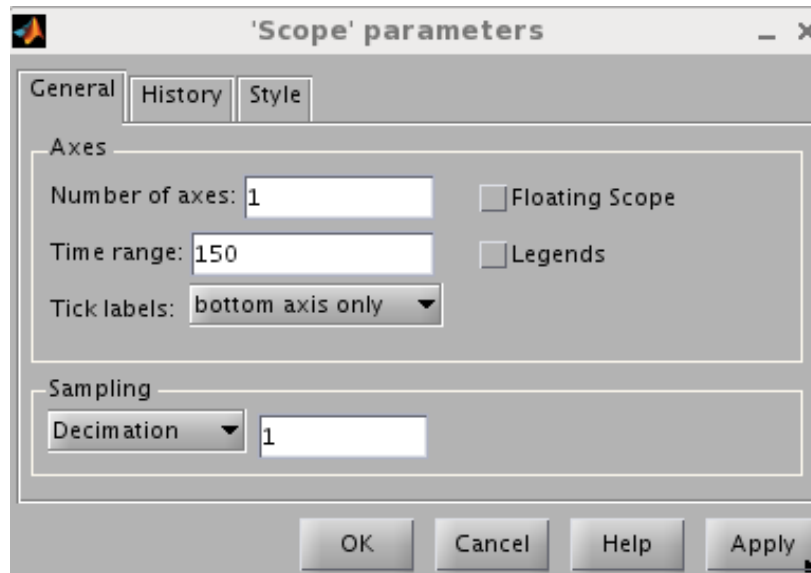 'Scope' parameters
General History Style
Axes
Number of axes: 1 Floating Scope
Time range: 150 Legends
Tick labels: bottom axis only
Sampling
Decimation 1
OK Cancel Help Apply